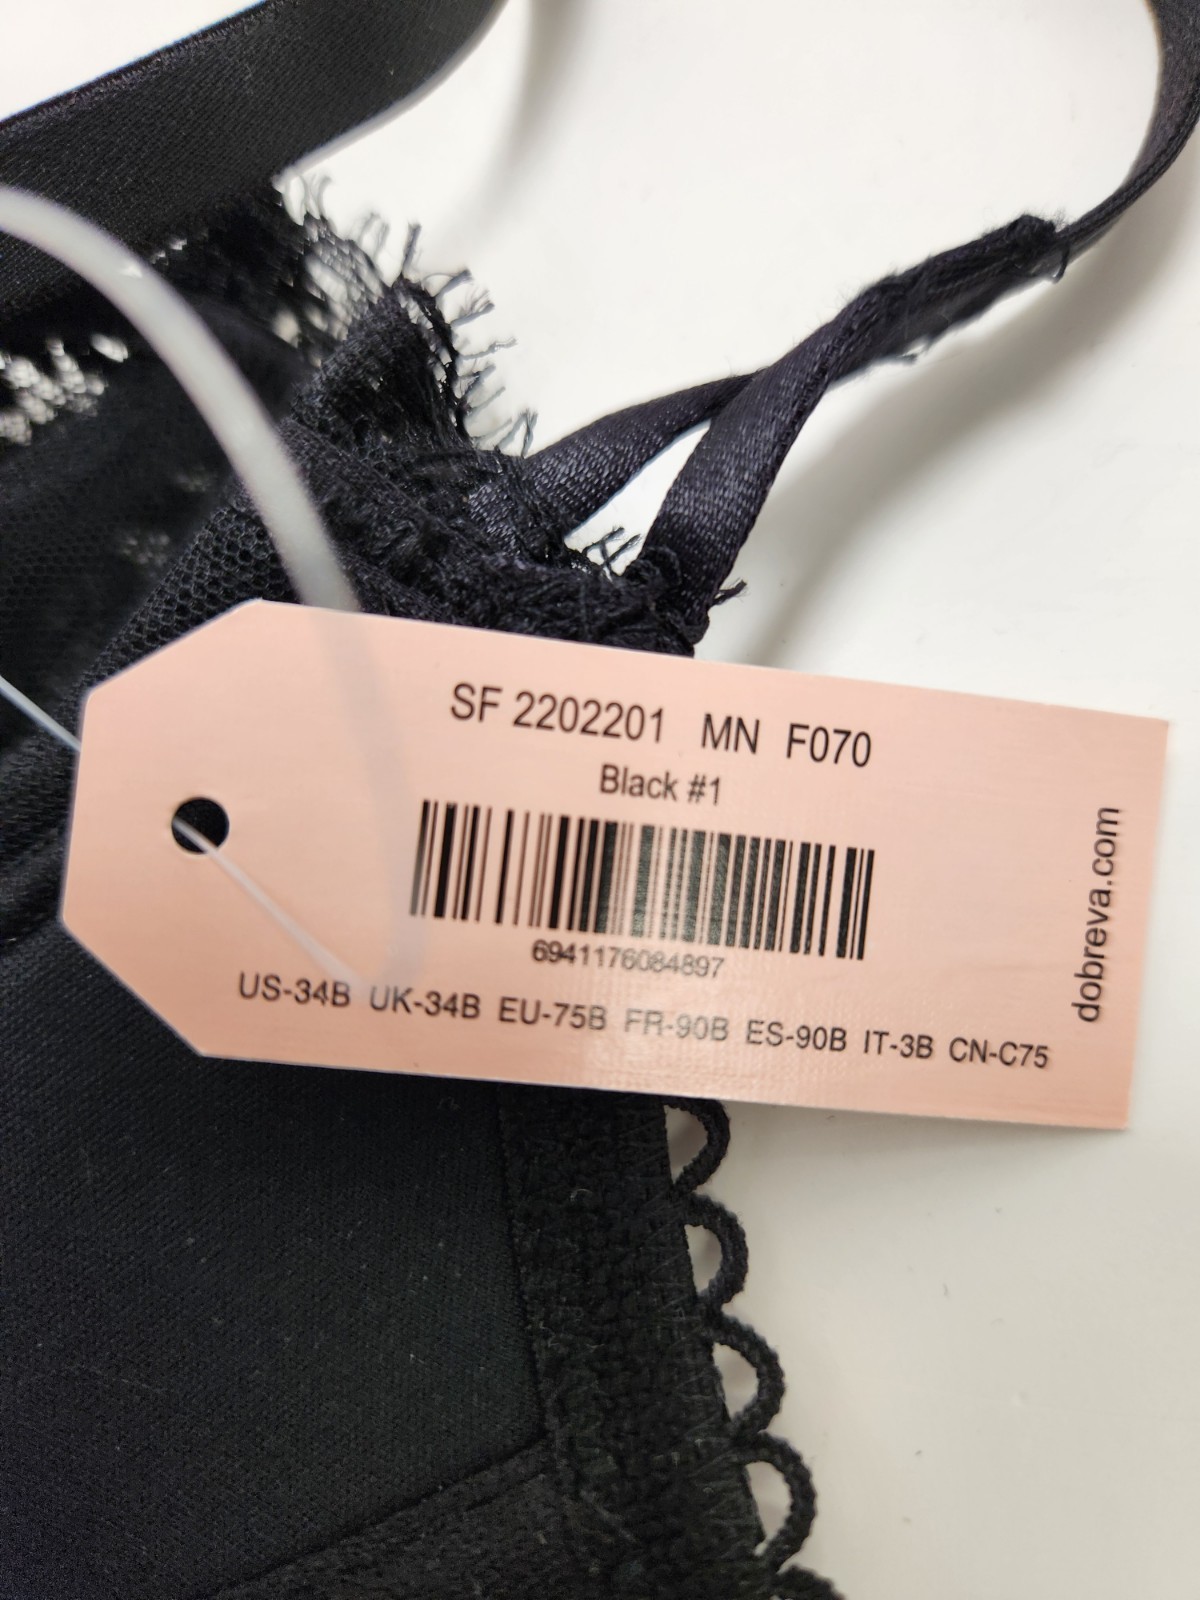 SF 2202201 MN F070
Black #1
6941176084897
US-34B UK-34B EU-75B FR-90B ES-90B IT-3B CN-C75
dobreva.com